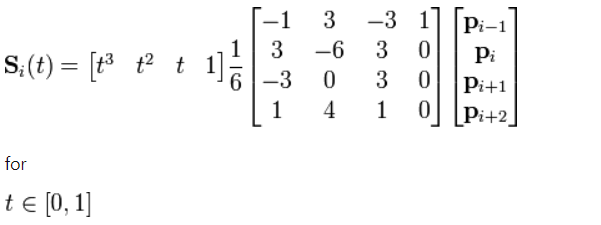 S_i(t) = [t³ t² t 1] 1/6 [−1 3 −3 1; 3 −6 3 0; −3 0 3 0; 1 4 1 0] [p_{i−1}; p_i; p_{i+1}; p_{i+2}]
for
t ∈ [0, 1]